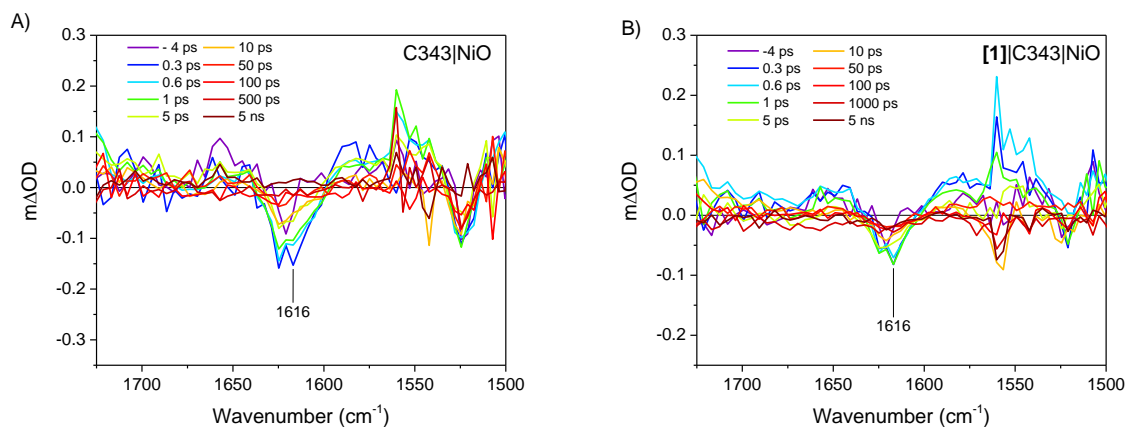 A)
C343|NiO
- 4 ps
0.3 ps
0.6 ps
1 ps
5 ps
10 ps
50 ps
100 ps
500 ps
5 ns
0.3
0.2
0.1
0.0
-0.1
-0.2
-0.3
mΔOD
1616
1700
1650
1600
1550
1500
Wavenumber (cm⁻¹)
B)
[1]|C343|NiO
-4 ps
0.3 ps
0.6 ps
1 ps
5 ps
10 ps
50 ps
100 ps
1000 ps
5 ns
0.3
0.2
0.1
0.0
-0.1
-0.2
mΔOD
1616
1700
1650
1600
1550
1500
Wavenumber (cm⁻¹)